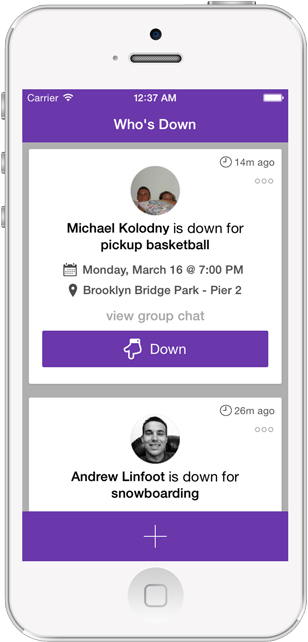 Carrier 12:37 AM
Who's Down
14m ago
Michael Kolodny is down for
pickup basketball
Monday, March 16 @ 7:00 PM
Brooklyn Bridge Park - Pier 2
view group chat
Down
26m ago
Andrew Linfoot is down for
snowboarding